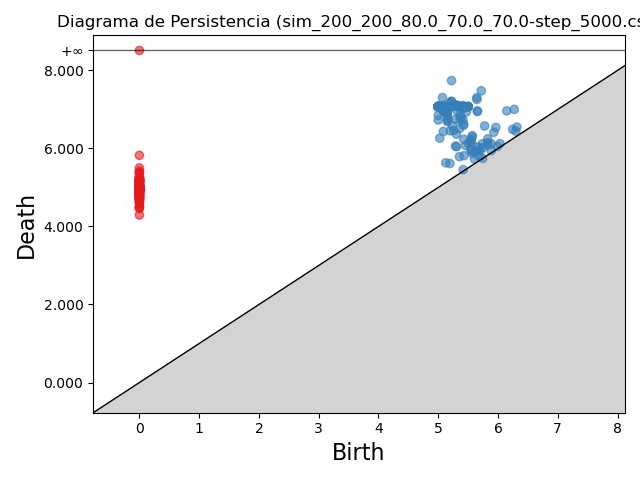 Diagrama de Persistencia (sim_200_200_80.0_70.0_70.0-step_5000.cs
+∞
8.000
6.000
4.000
2.000
0.000
Death
0 1 2 3 4 5 6 7 8
Birth